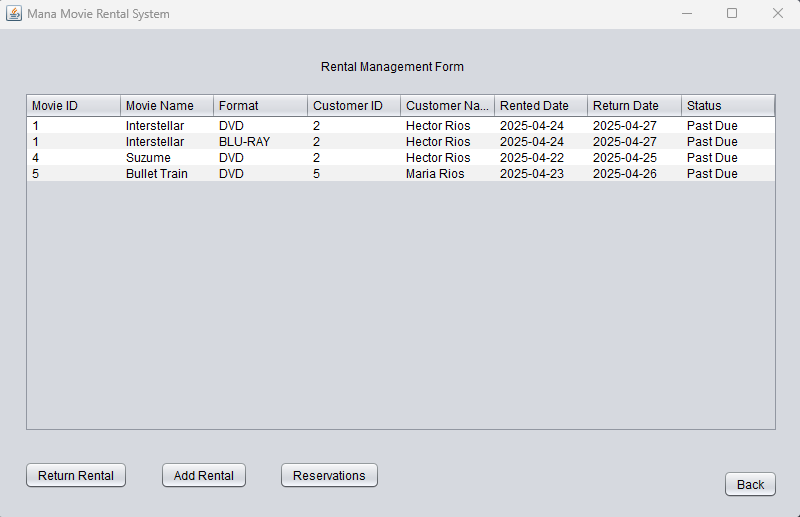 Mana Movie Rental System
Rental Management Form
Movie ID Movie Name Format Customer ID Customer Na... Rented Date Return Date Status
1 Interstellar DVD 2 Hector Rios 2025-04-24 2025-04-27 Past Due
1 Interstellar BLU-RAY 2 Hector Rios 2025-04-24 2025-04-27 Past Due
4 Suzume DVD 2 Hector Rios 2025-04-22 2025-04-25 Past Due
5 Bullet Train DVD 5 Maria Rios 2025-04-23 2025-04-26 Past Due
Return Rental Add Rental Reservations Back